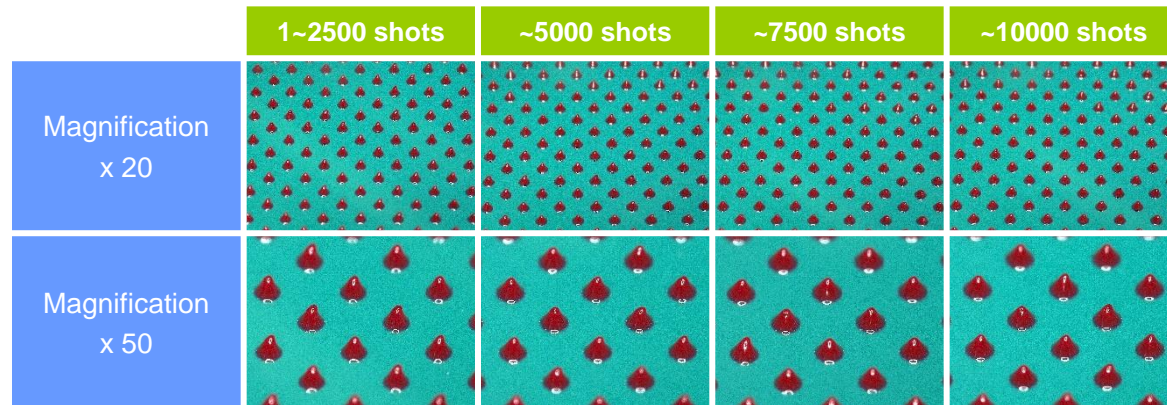 1~2500 shots
~5000 shots
~7500 shots
~10000 shots
Magnification
x 20
Magnification
x 50